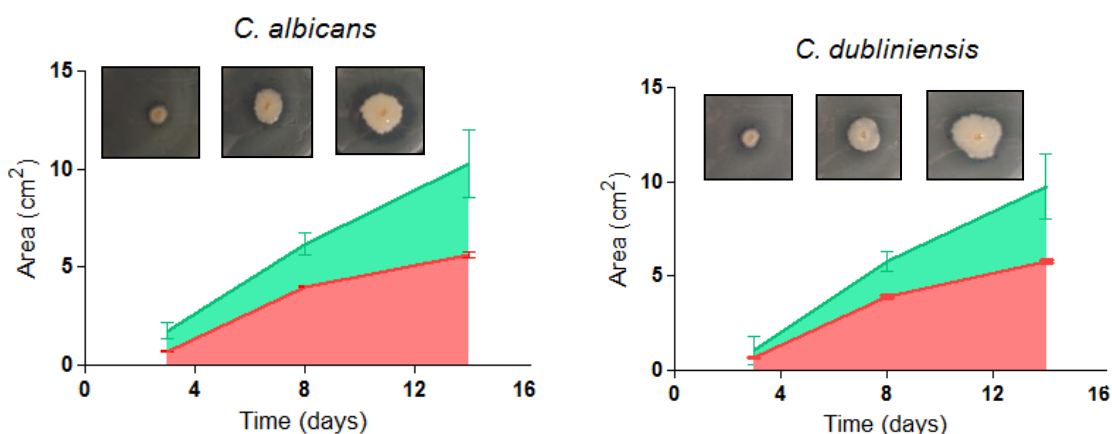 C. albicans
15
10
5
0
Area (cm²)
0 4 8 12 16
Time (days)
C. dubliniensis
15
10
5
0
Area (cm²)
0 4 8 12 16
Time (days)